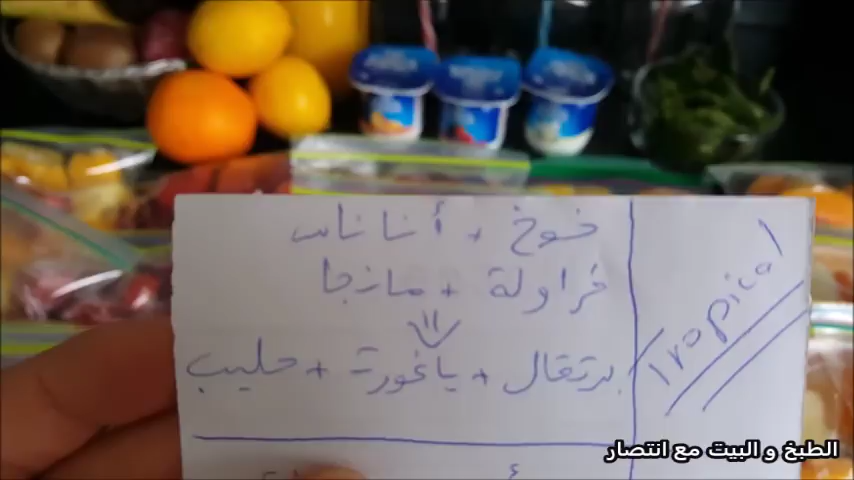 خوخ + أناناس
فراولة + مانجا
برتقال + ياغورت + حليب
Tropical
الطبخ و البيت مع انتصار